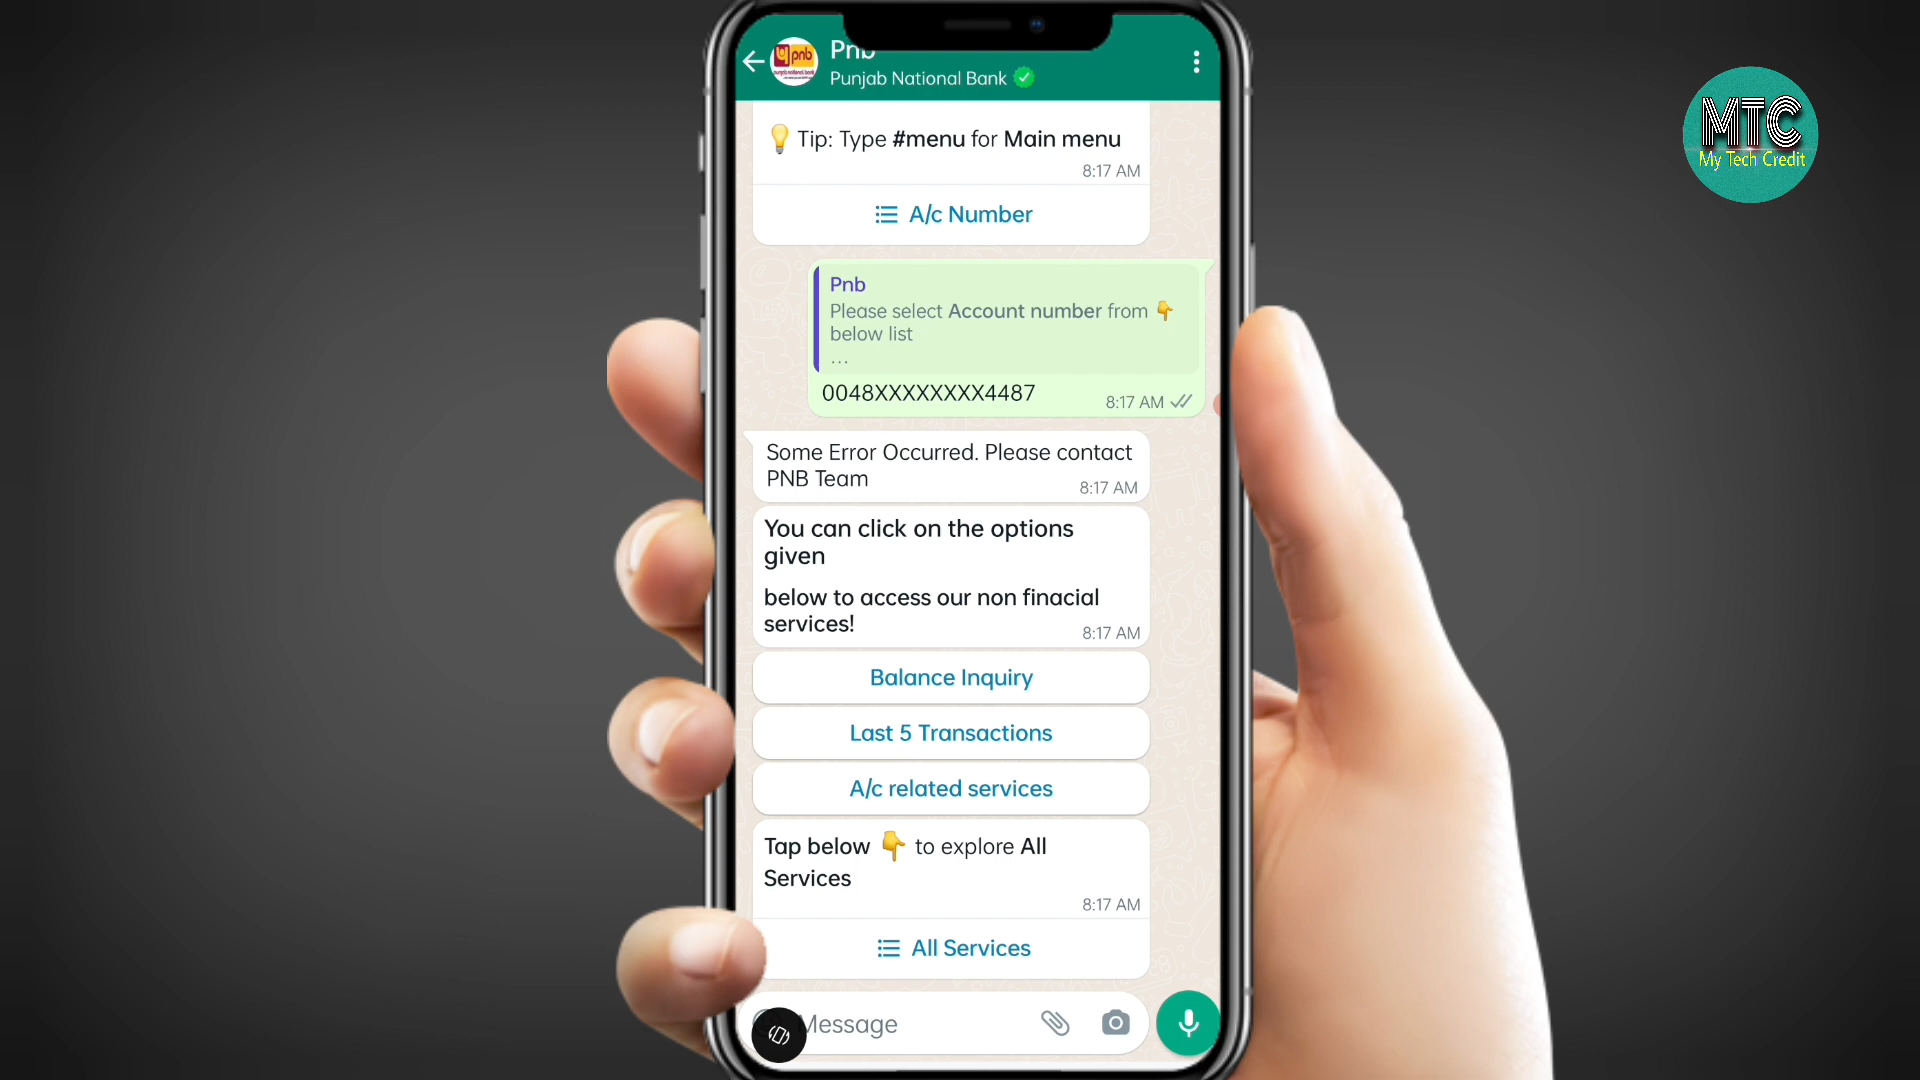 Pnb
Punjab National Bank
pnb
MTC
My Tech Credit
💡 Tip: Type #menu for Main menu
8:17 AM
A/c Number
Pnb
Please select Account number from 👇
below list
...
0048XXXXXXXX4487
8:17 AM
Some Error Occurred. Please contact
PNB Team
8:17 AM
You can click on the options
given
below to access our non finacial
services!
8:17 AM
Balance Inquiry
Last 5 Transactions
A/c related services
Tap below 👇 to explore All
Services
8:17 AM
All Services
Message